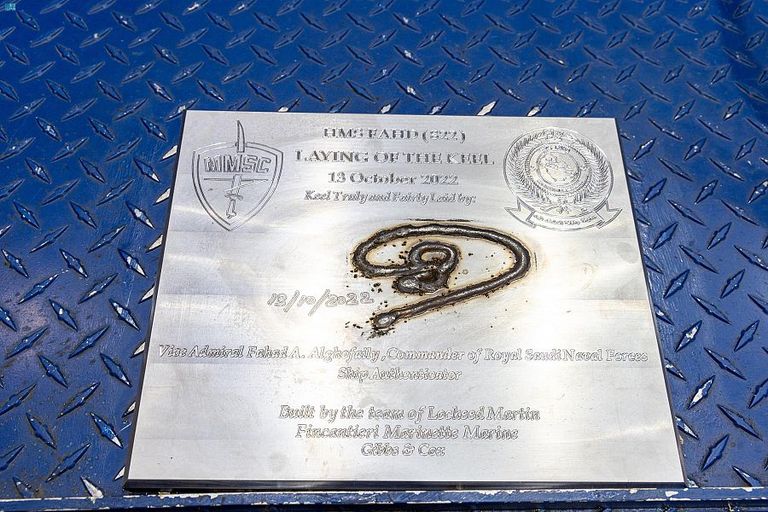 MMSC
HMS FAHD (822)
LAYING OF THE KEEL
13 October 2022
Keel Truly and Fairly Laid by:
13/10/2022
Vice Admiral Fahad A. Alghofaily ,Commander of Royal Saudi Naval Forces
Ship Authenticator
Built by the team of Lockeed Martin
Fincantieri Marinette Marine
Gibbs & Cox